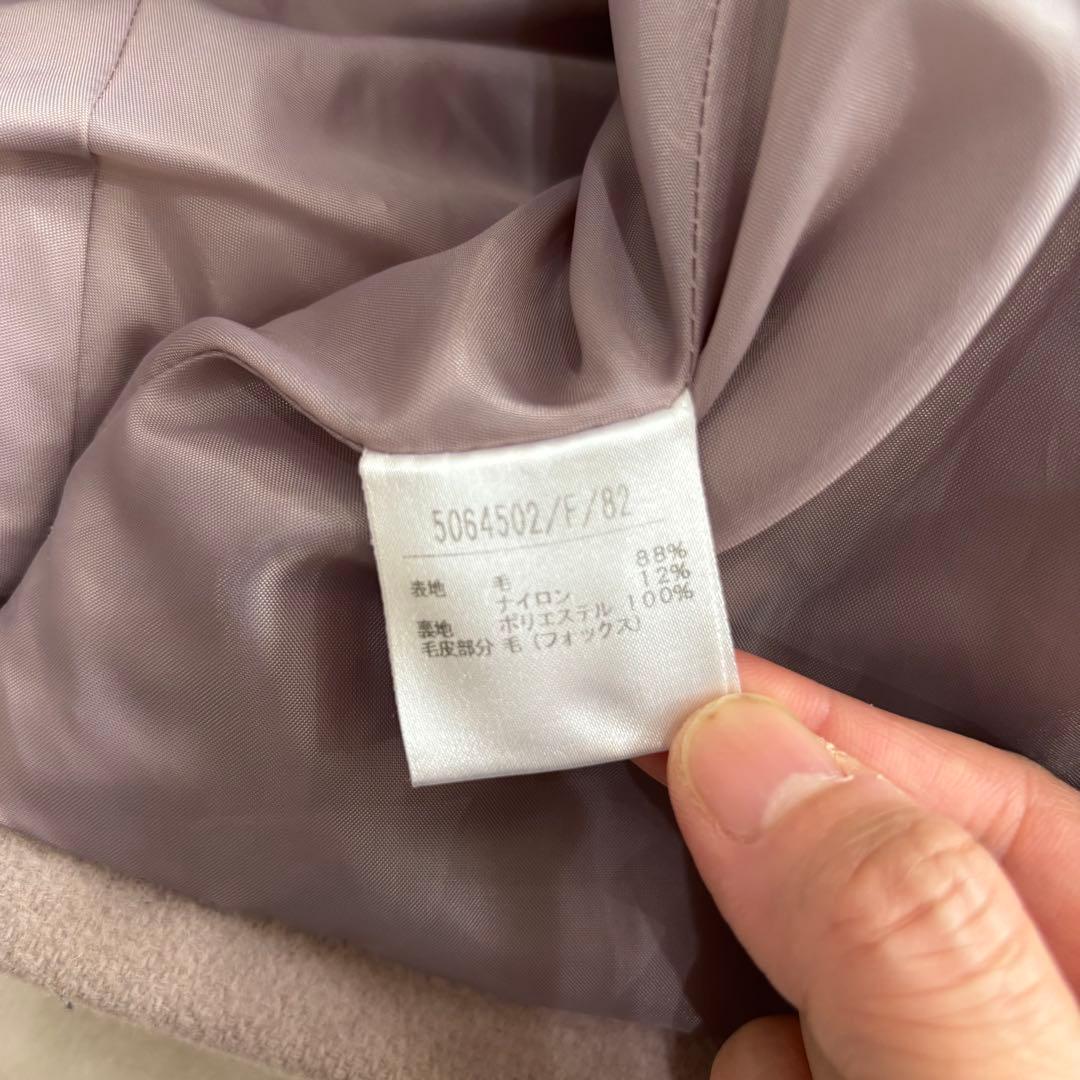 5064502/F/82
表地 毛 88%
ナイロン 12%
裏地 ポリエステル 100%
毛皮部分 毛(フォックス)